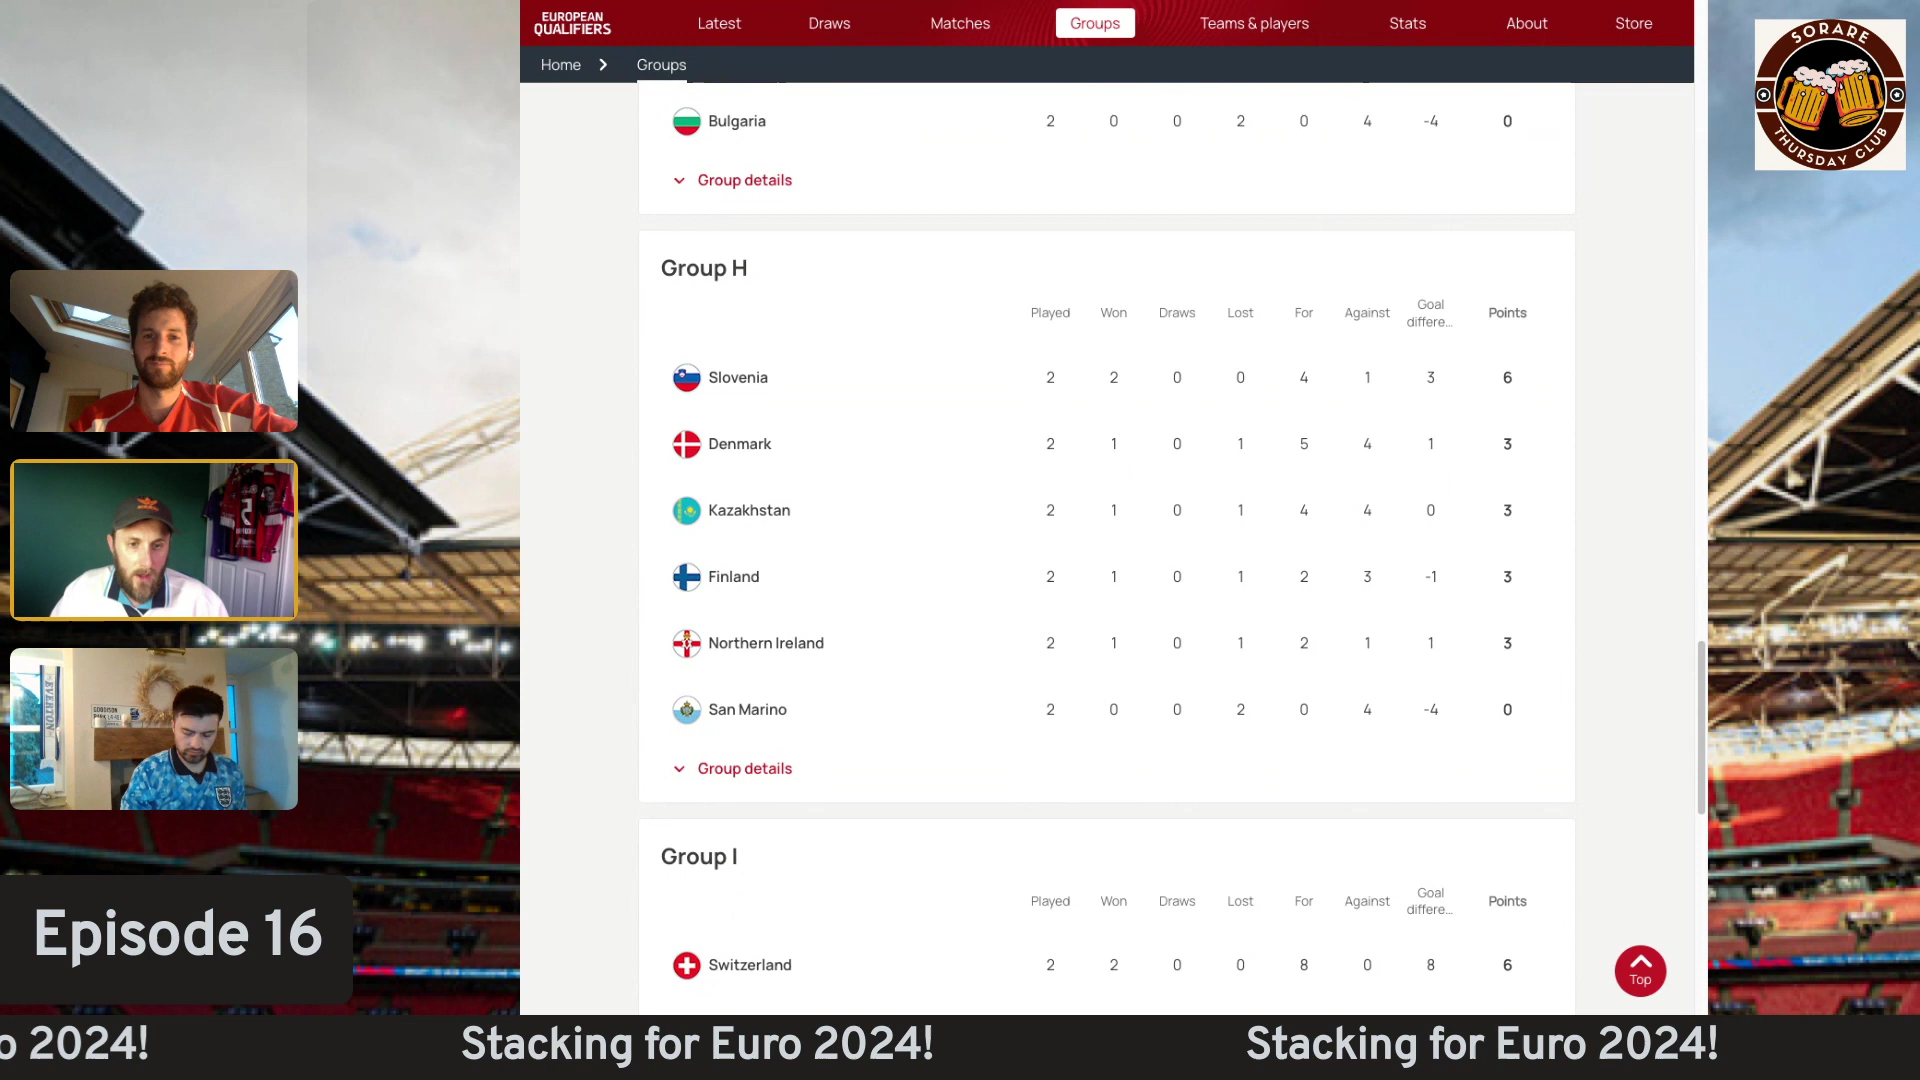 EUROPEAN
QUALIFIERS
Latest Draws Matches Groups Teams & players Stats About Store
Home Groups
Bulgaria 2 0 0 2 0 4 -4 0
Group details
Group H
Played Won Draws Lost For Against Goal differe... Points
Slovenia 2 2 0 0 4 1 3 6
Denmark 2 1 0 1 5 4 1 3
Kazakhstan 2 1 0 1 4 4 0 3
Finland 2 1 0 1 2 3 -1 3
Northern Ireland 2 1 0 1 2 1 1 3
San Marino 2 0 0 2 0 4 -4 0
Group details
Group I
Played Won Draws Lost For Against Goal differe... Points
Switzerland 2 2 0 0 8 0 8 6
Top
SORARE
THURSDAY CLUB
EVERTON
GOODISON
Episode 16
o 2024! Stacking for Euro 2024! Stacking for Euro 2024!